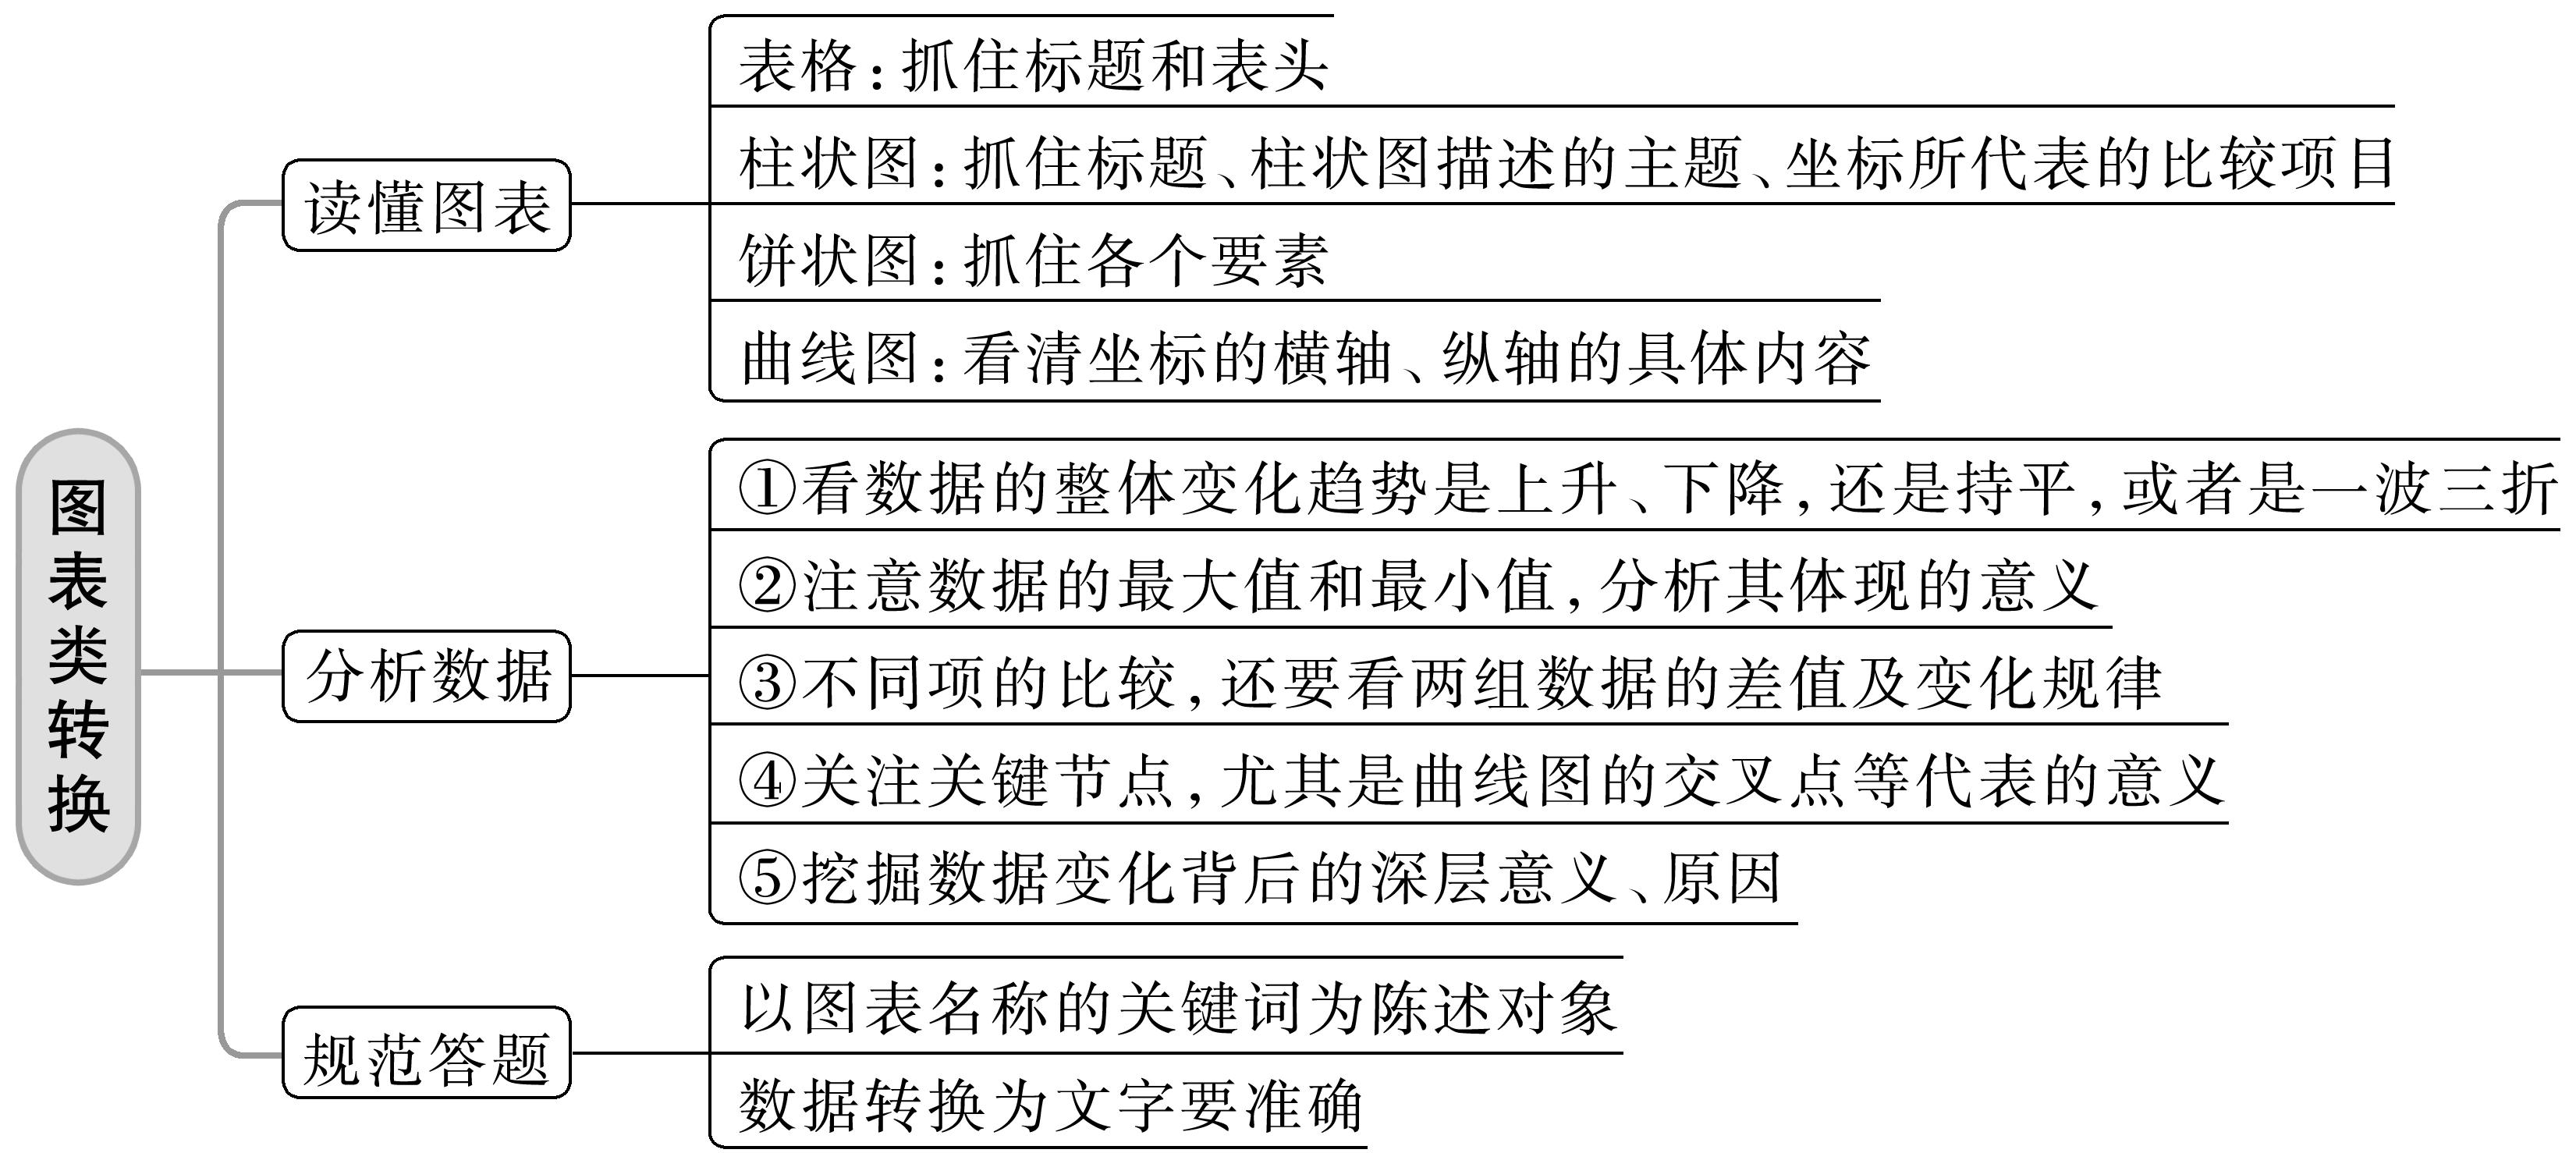 图表类转换
读懂图表
表格：抓住标题和表头
柱状图：抓住标题、柱状图描述的主题、坐标所代表的比较项目
饼状图：抓住各个要素
曲线图：看清坐标的横轴、纵轴的具体内容
分析数据
①看数据的整体变化趋势是上升、下降，还是持平，或者是一波三折
②注意数据的最大值和最小值，分析其体现的意义
③不同项的比较，还要看两组数据的差值及变化规律
④关注关键节点，尤其是曲线图的交叉点等代表的意义
⑤挖掘数据变化背后的深层意义、原因
规范答题
以图表名称的关键词为陈述对象
数据转换为文字要准确